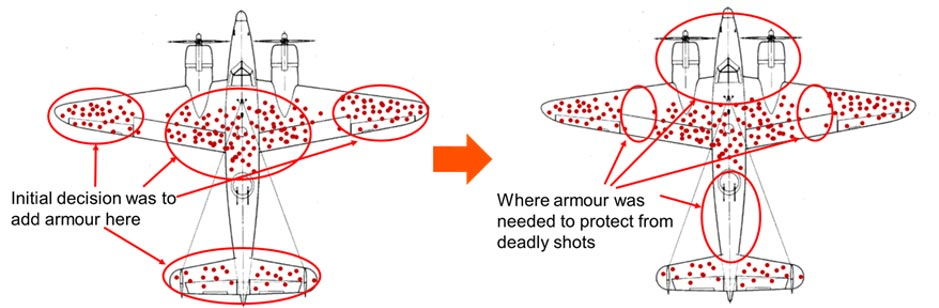 Initial decision was to
add armour here
Where armour was
needed to protect from
deadly shots